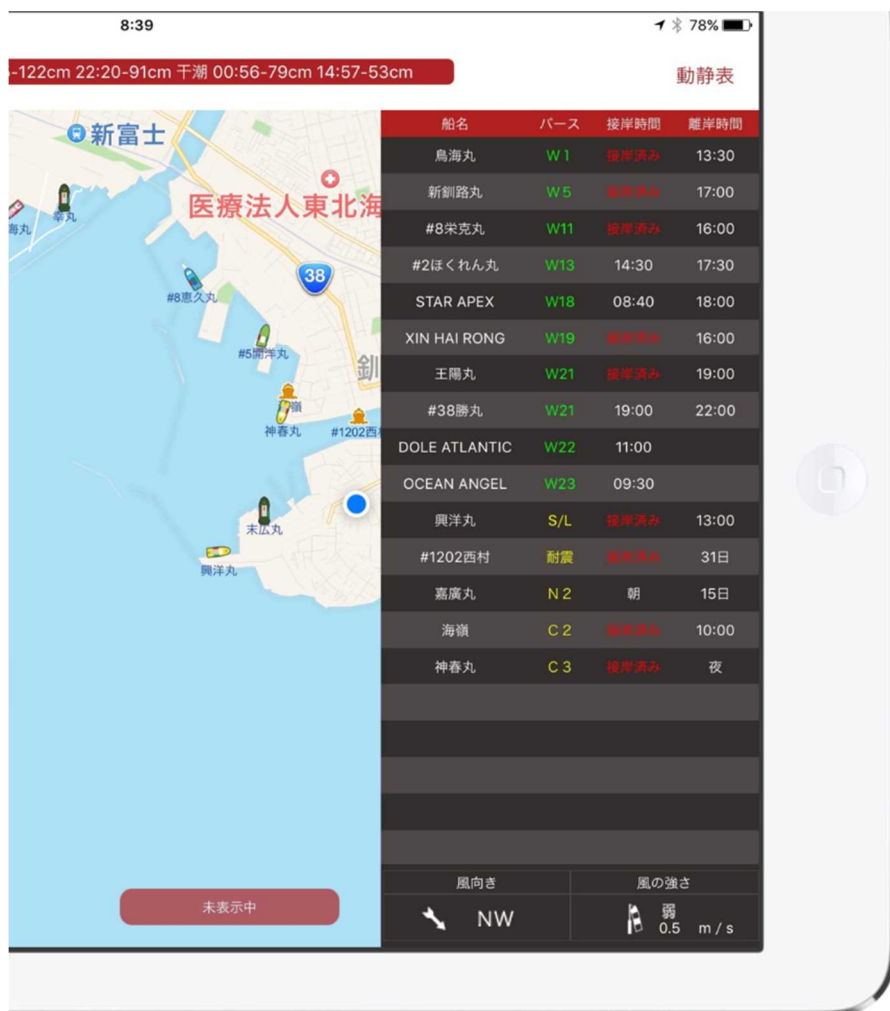 8:39 78%
-122cm 22:20-91cm 干潮 00:56-79cm 14:57-53cm
動静表
新富士
医療法人東北海
幸丸
海丸
38
#8恵久丸
#5開洋丸
釧
嶺
神春丸
#1202西
末広丸
興洋丸
未表示中
船名 バース 接岸時間 離岸時間
鳥海丸 W 1 接岸済み 13:30
新釧路丸 W 5 接岸済み 17:00
#8栄克丸 W11 接岸済み 16:00
#2ほくれん丸 W13 14:30 17:30
STAR APEX W18 08:40 18:00
XIN HAI RONG W19 接岸済み 16:00
王陽丸 W21 接岸済み 19:00
#38勝丸 W21 19:00 22:00
DOLE ATLANTIC W22 11:00
OCEAN ANGEL W23 09:30
興洋丸 S/L 接岸済み 13:00
#1202西村 耐震 接岸済み 31日
嘉廣丸 N 2 朝 15日
海嶺 C 2 接岸済み 10:00
神春丸 C 3 接岸済み 夜
風向き 風の強さ
NW 弱
0.5 m / s